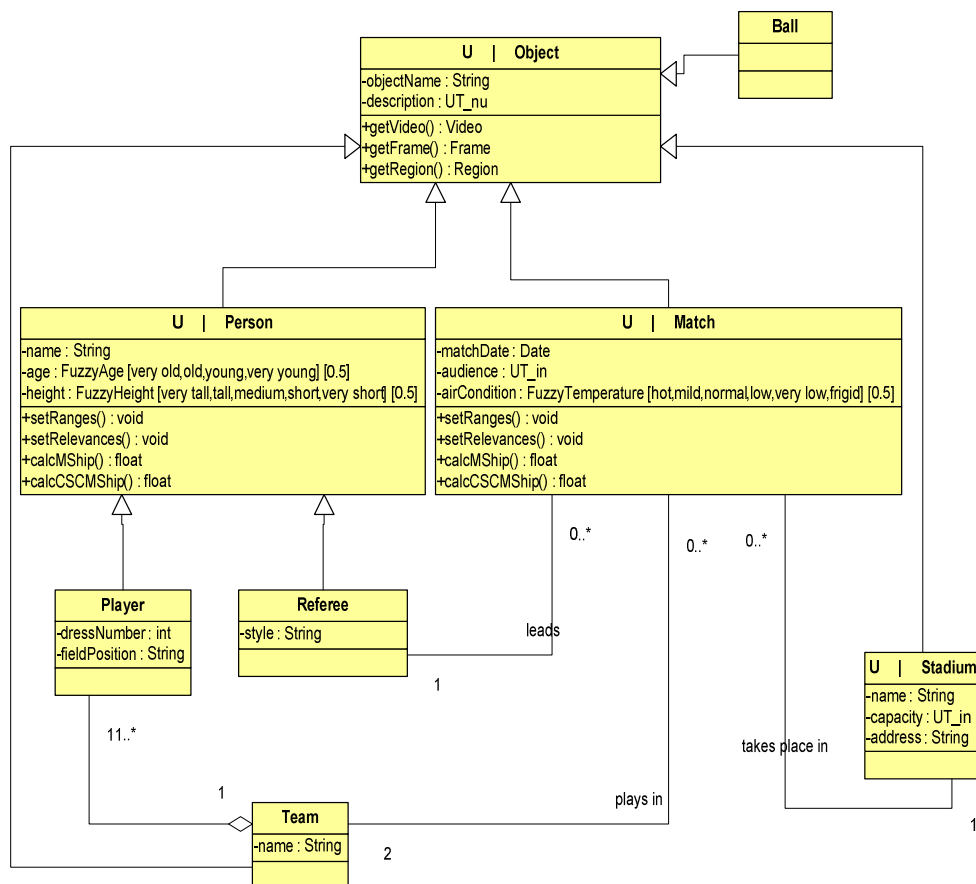 Ball
U | Object
-objectName : String
-description : UT_nu
+getVideo() : Video
+getFrame() : Frame
+getRegion() : Region
U | Person
-name : String
-age : FuzzyAge [very old,old,young,very young] [0.5]
-height : FuzzyHeight [very tall,tall,medium,short,very short] [0.5]
+setRanges() : void
+setRelevances() : void
+calcMShip() : float
+calcCSCMShip() : float
U | Match
-matchDate : Date
-audience : UT_in
-airCondition : FuzzyTemperature [hot,mild,normal,low,very low,frigid] [0.5]
+setRanges() : void
+setRelevances() : void
+calcMShip() : float
+calcCSCMShip() : float
0..*
0..*
0..*
Player
-dressNumber : int
-fieldPosition : String
Referee
-style : String
leads
1
U | Stadium
-name : String
-capacity : UT_in
-address : String
11..*
takes place in
1
plays in
Team
-name : String
2
1